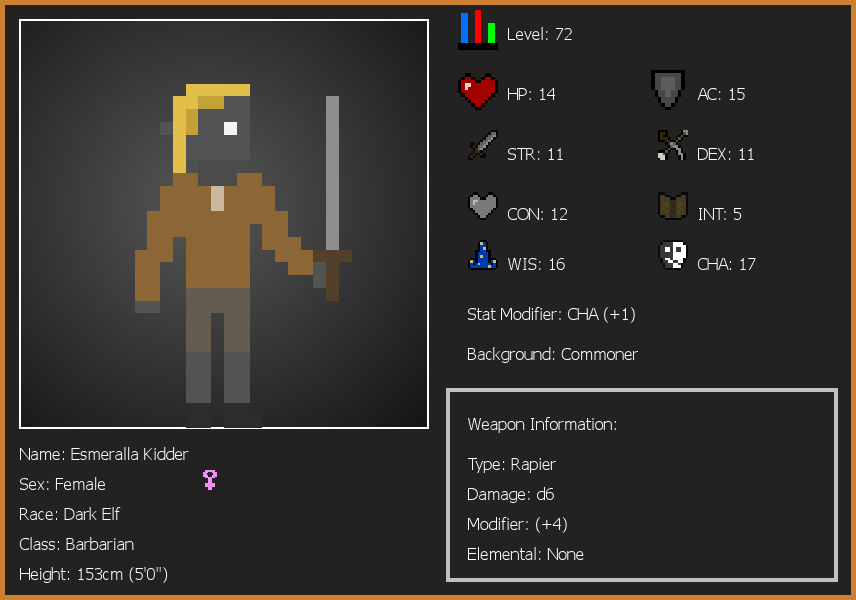 Level: 72
HP: 14
AC: 15
STR: 11
DEX: 11
CON: 12
INT: 5
WIS: 16
CHA: 17
Stat Modifier: CHA (+1)
Background: Commoner
Weapon Information:
Type: Rapier
Damage: d6
Modifier: (+4)
Elemental: None
Name: Esmeralla Kidder
Sex: Female
Race: Dark Elf
Class: Barbarian
Height: 153cm (5'0")